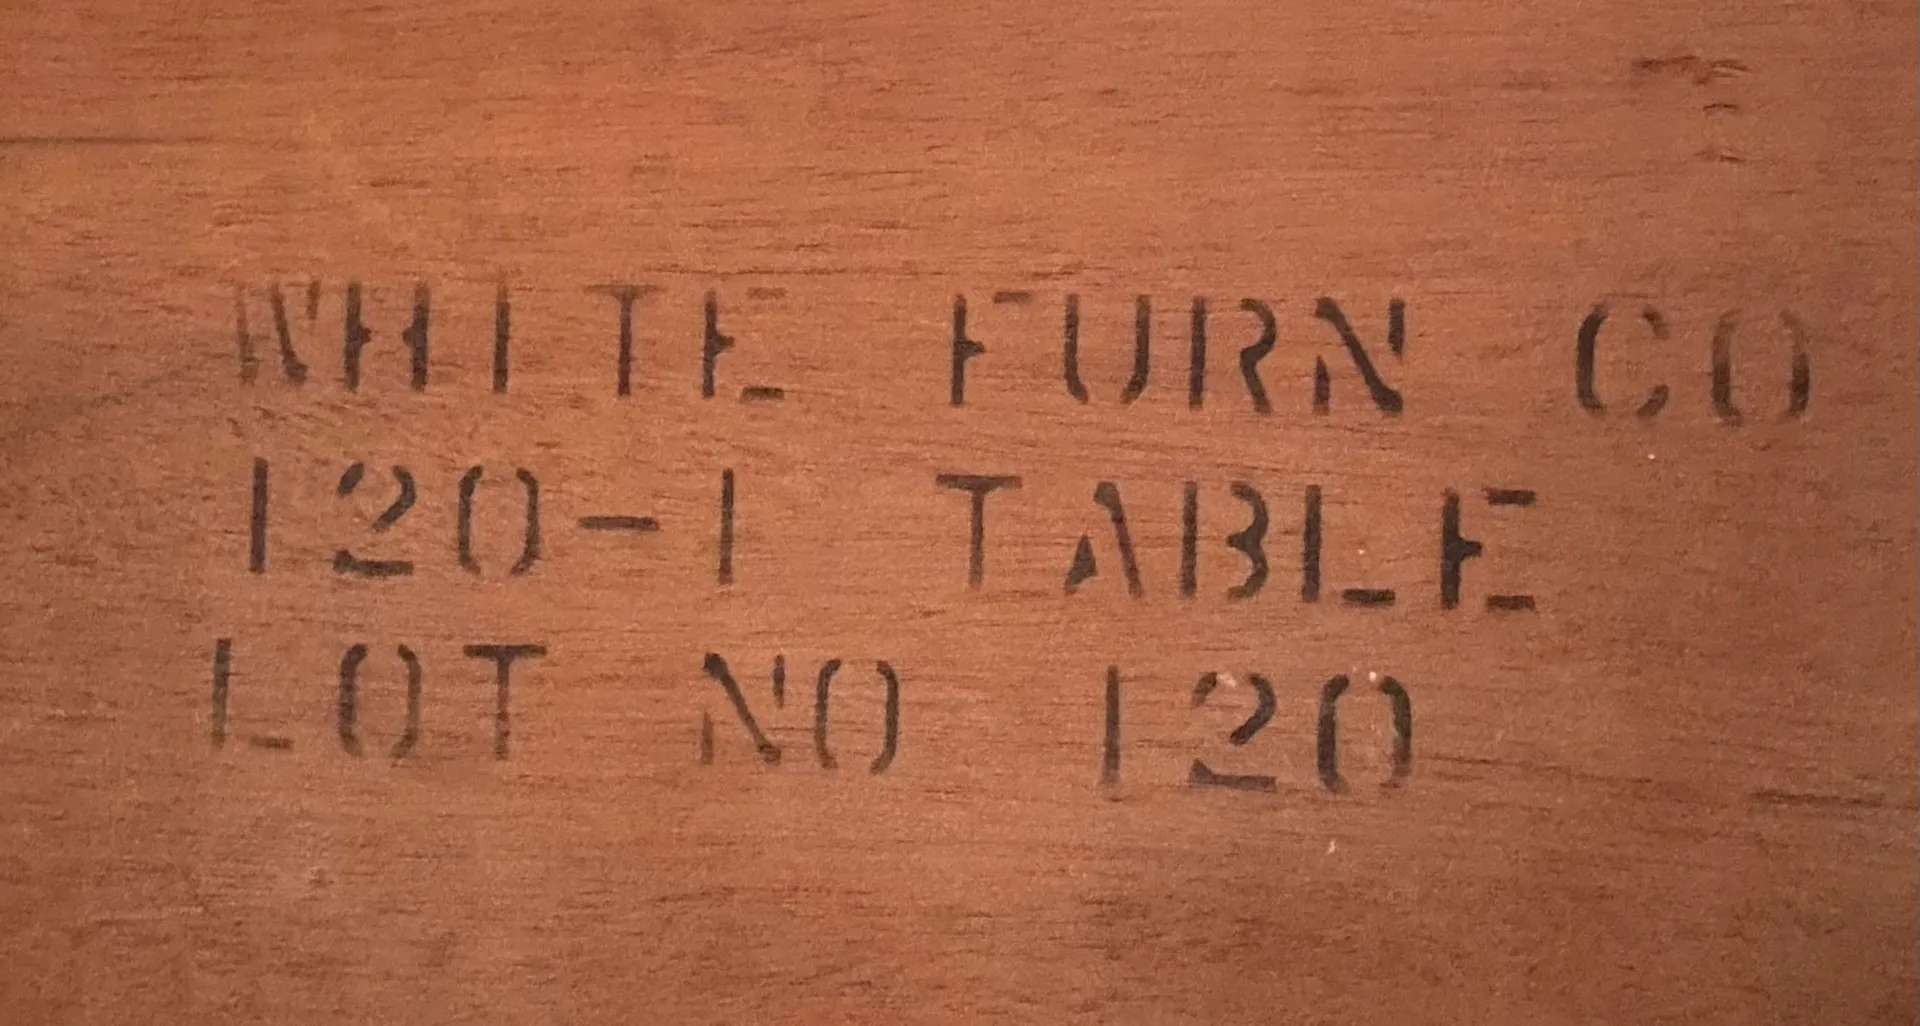 WHITE FURN CO
120-1 TABLE
LOT NO 120